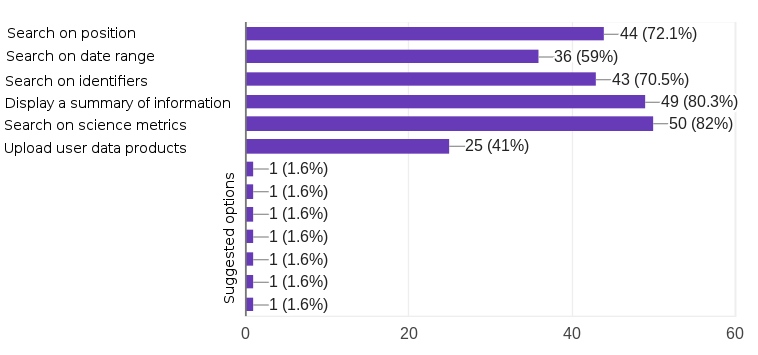 Search on position 44 (72.1%)
Search on date range 36 (59%)
Search on identifiers 43 (70.5%)
Display a summary of information 49 (80.3%)
Search on science metrics 50 (82%)
Upload user data products 25 (41%)
Suggested options
1 (1.6%)
1 (1.6%)
1 (1.6%)
1 (1.6%)
1 (1.6%)
1 (1.6%)
1 (1.6%)
0 20 40 60